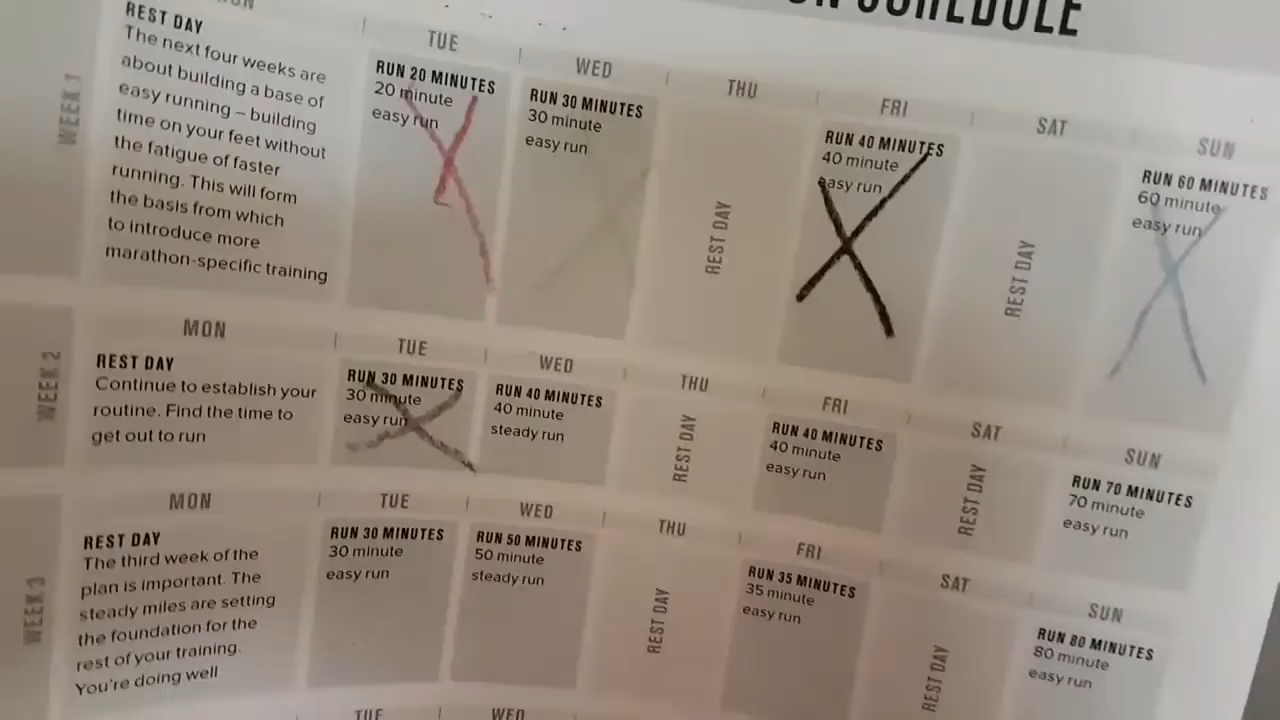 SCHEDULE
WEEK 1
REST DAY
The next four weeks are
about building a base of
easy running – building
time on your feet without
the fatigue of faster
running. This will form
the basis from which
to introduce more
marathon-specific training
TUE
RUN 20 MINUTES
20 minute
easy run
WED
RUN 30 MINUTES
30 minute
easy run
THU
REST DAY
FRI
RUN 40 MINUTES
40 minute
easy run
SAT
REST DAY
SUN
RUN 60 MINUTES
60 minute
easy run
WEEK 2
MON
REST DAY
Continue to establish your
routine. Find the time to
get out to run
TUE
RUN 30 MINUTES
30 minute
easy run
WED
RUN 40 MINUTES
40 minute
steady run
THU
REST DAY
FRI
RUN 40 MINUTES
40 minute
easy run
SAT
REST DAY
SUN
RUN 70 MINUTES
70 minute
easy run
WEEK 3
MON
REST DAY
The third week of the
plan is important. The
steady miles are setting
the foundation for the
rest of your training.
You're doing well
TUE
RUN 30 MINUTES
30 minute
easy run
WED
RUN 50 MINUTES
50 minute
steady run
THU
REST DAY
FRI
RUN 35 MINUTES
35 minute
easy run
SAT
REST DAY
SUN
RUN 80 MINUTES
80 minute
easy run
TUE
WED